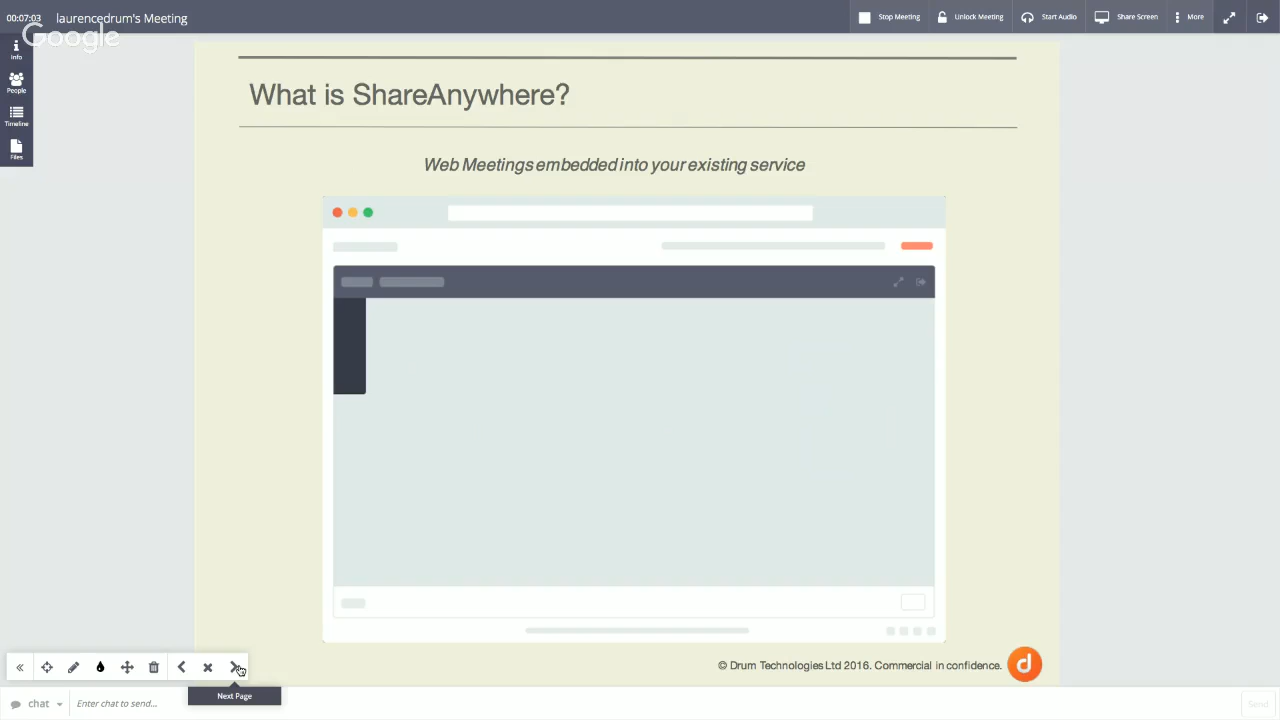 00:07:03 laurencedrum's Meeting Stop Meeting Unlock Meeting Start Audio Share Screen More
Google
Info
People
Timeline
Files
What is ShareAnywhere?
Web Meetings embedded into your existing service
© Drum Technologies Ltd 2016. Commercial in confidence. d
Next Page
chat Enter chat to send... Send